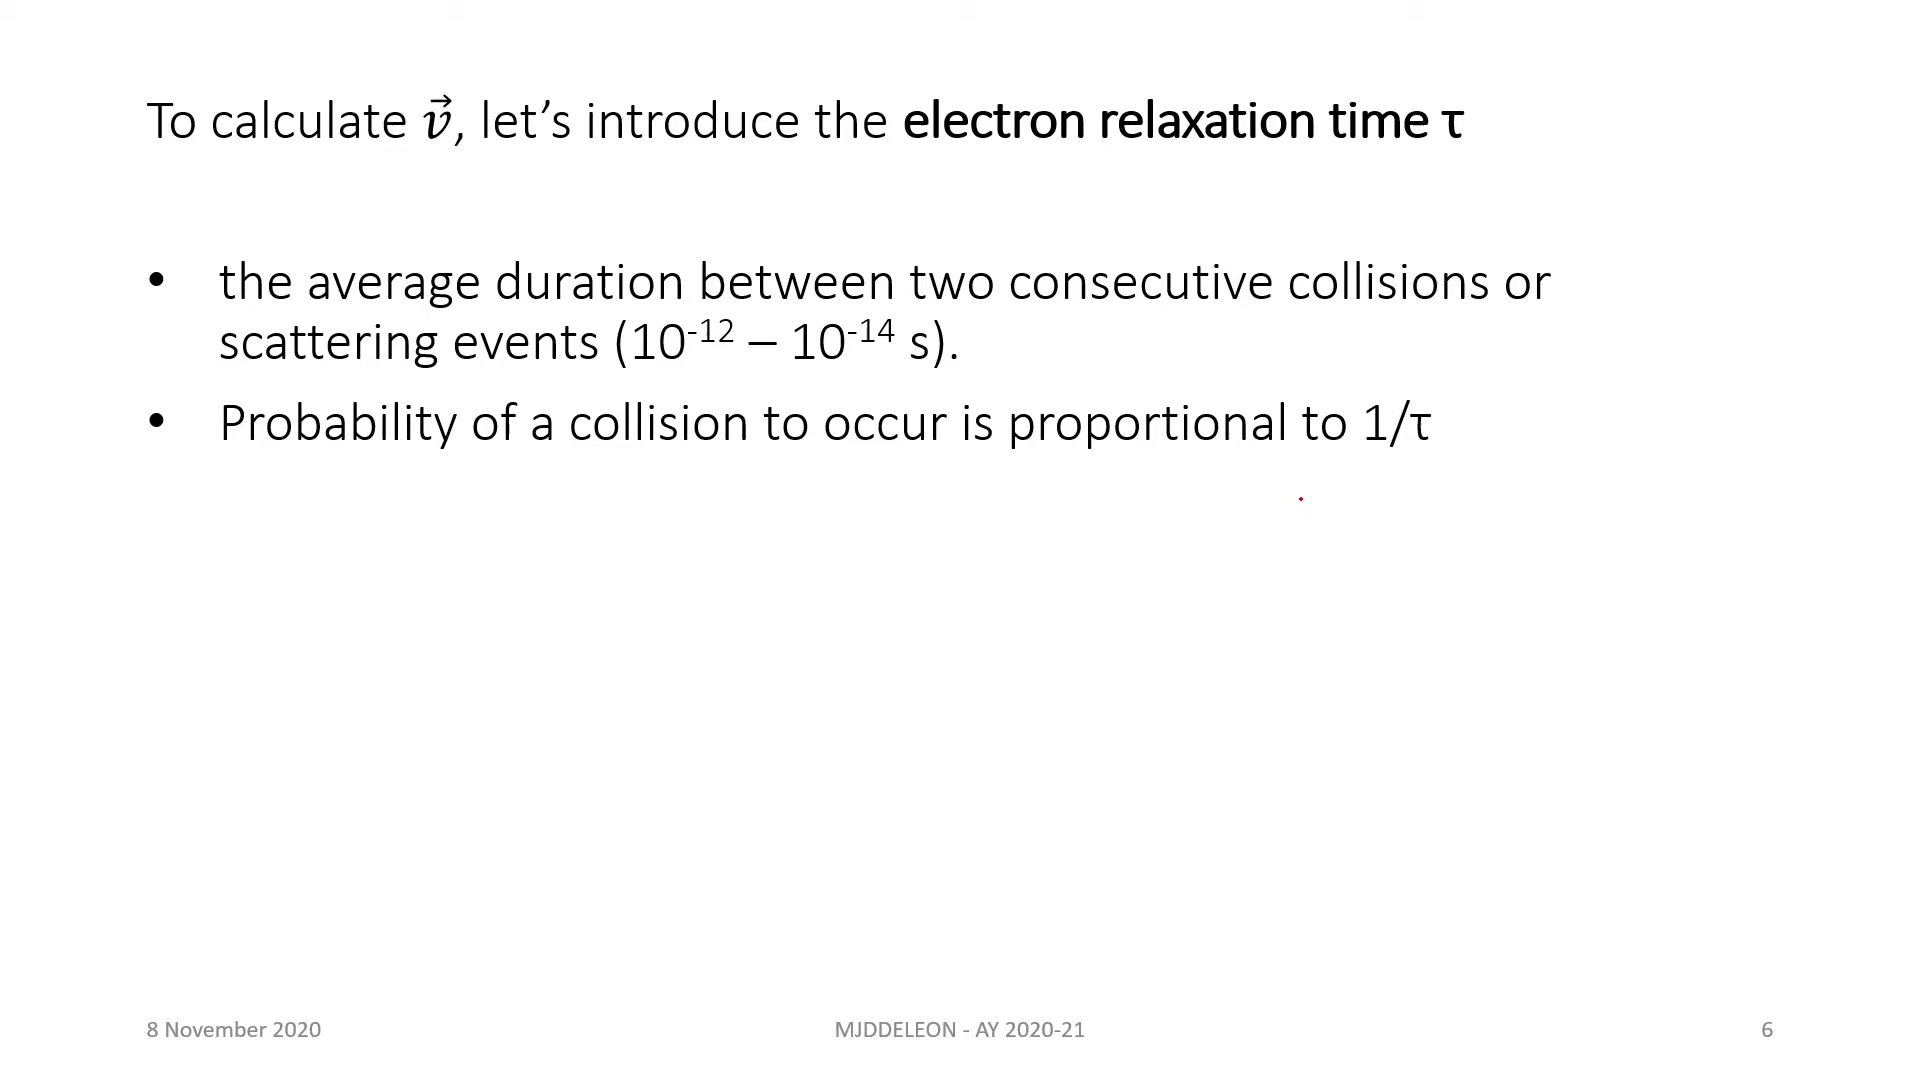 To calculate v⃗, let’s introduce the electron relaxation time τ
• the average duration between two consecutive collisions or
scattering events (10⁻¹² – 10⁻¹⁴ s).
• Probability of a collision to occur is proportional to 1/τ
8 November 2020
MJDDELEON - AY 2020-21
6